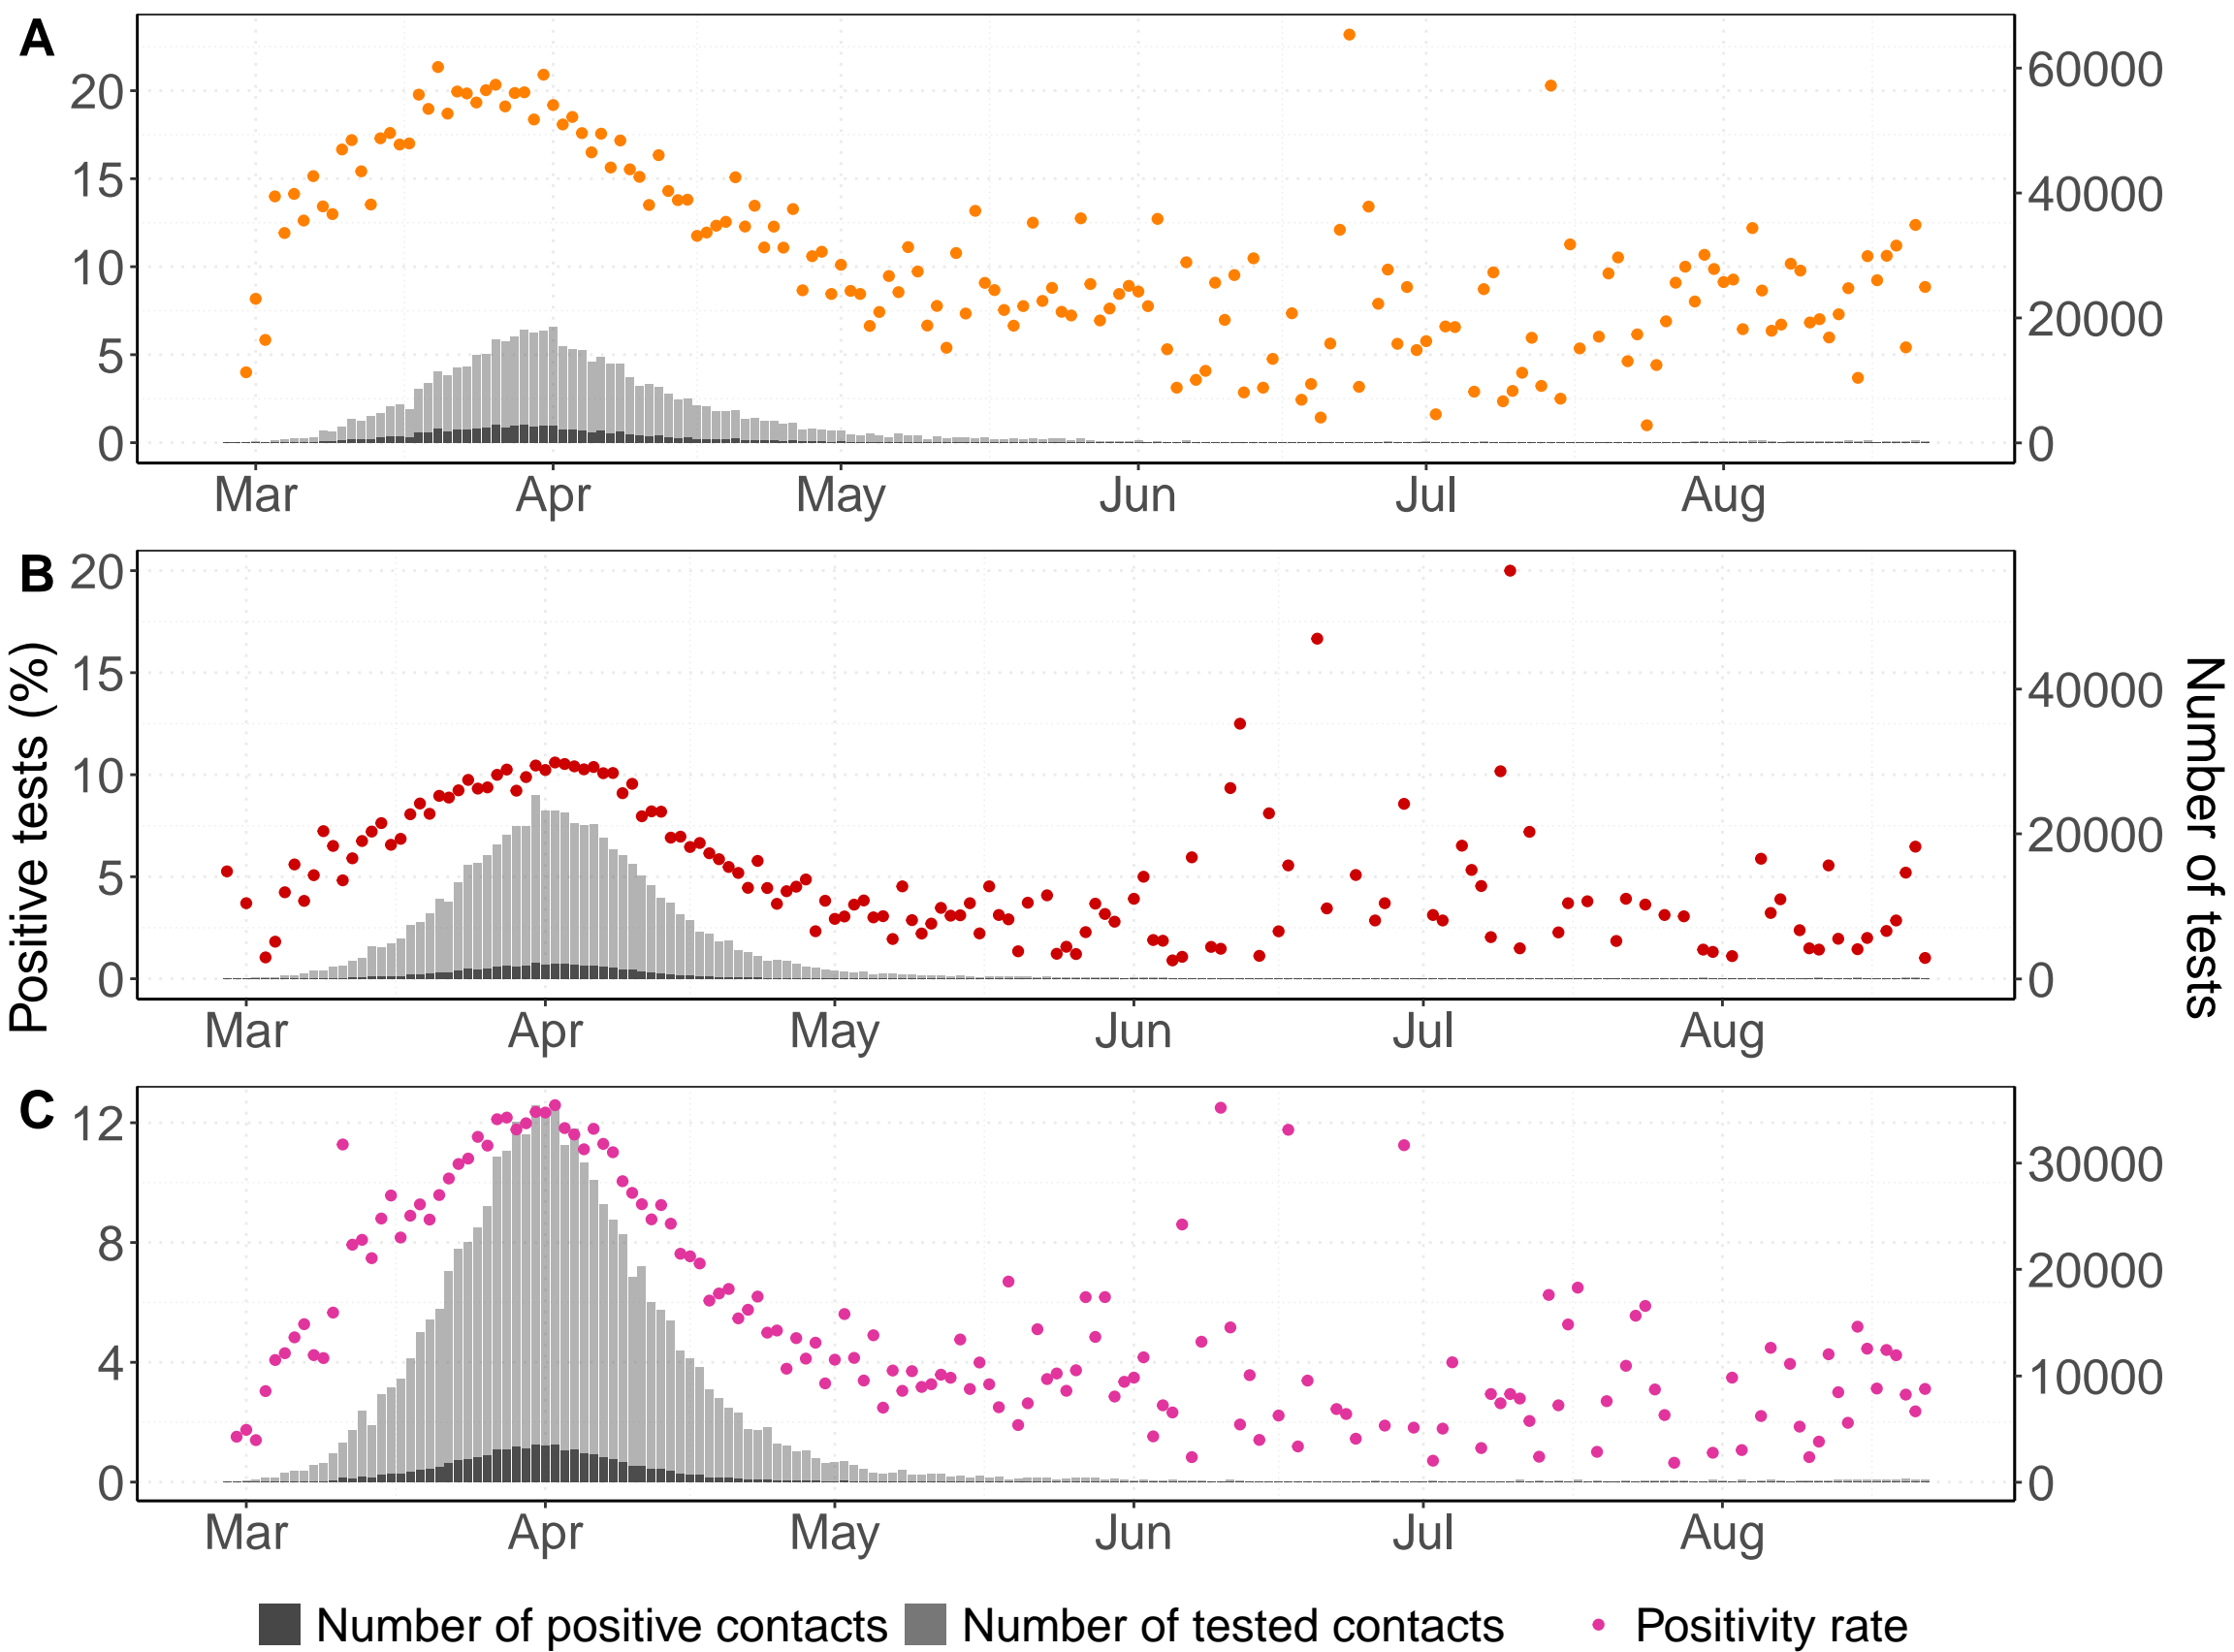 A
20
15
10
5
0
60000
40000
20000
0
Mar Apr May Jun Jul Aug
B
20
15
10
5
0
40000
20000
0
Mar Apr May Jun Jul Aug
Positive tests (%)
Number of tests
C
12
8
4
0
30000
20000
10000
0
Mar Apr May Jun Jul Aug
Number of positive contacts Number of tested contacts Positivity rate